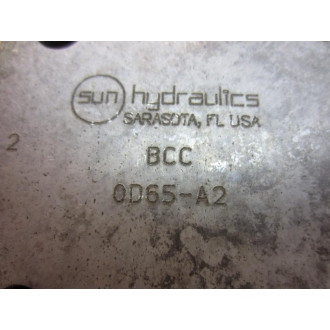 sun hydraulics
SARASOTA, FL USA
2
BCC
0D65-A2